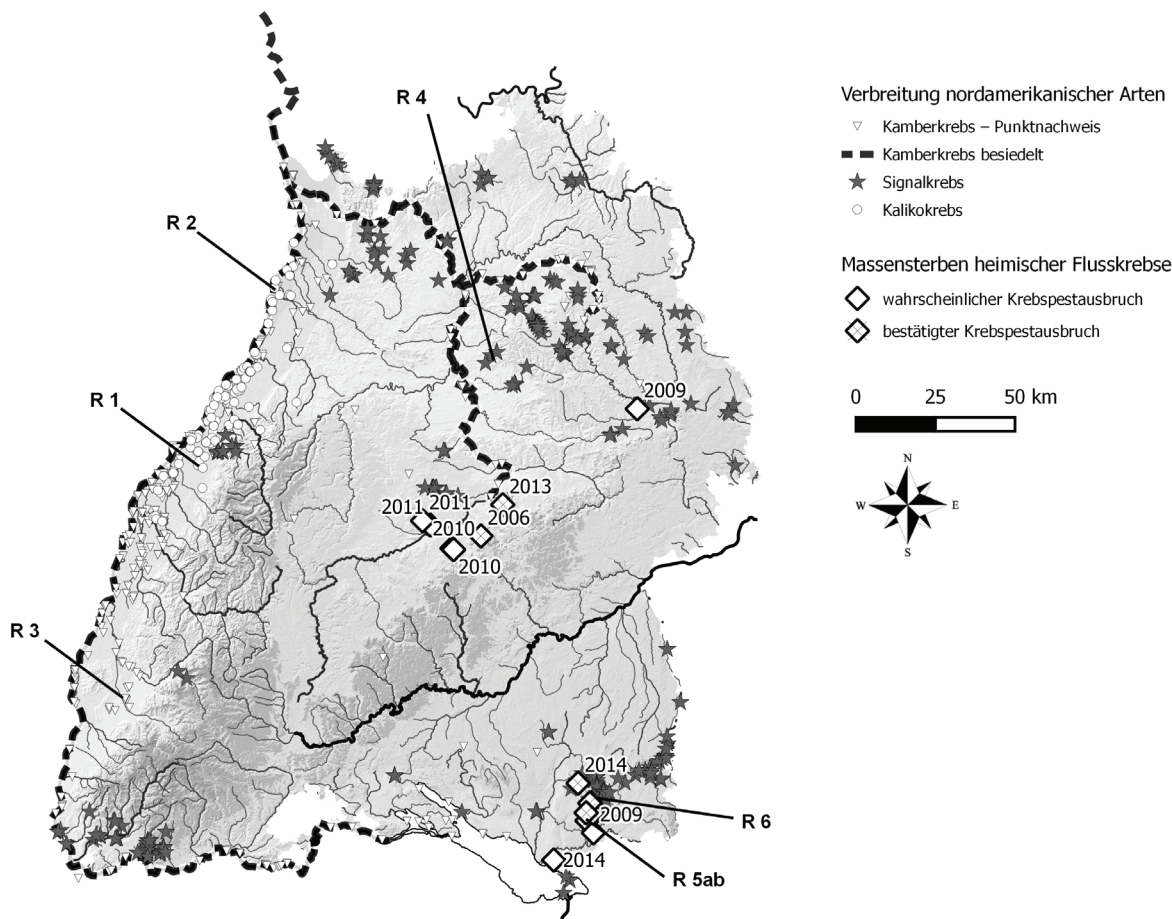 R 4
R 2
R 1
R 3
2009
2013
2011
2011
2006
2010
2010
2014
2009
R 6
2014
R 5ab
Verbreitung nordamerikanischer Arten
Kamberkrebs – Punktnachweis
Kamberkrebs besiedelt
Signalkrebs
Kalikokrebs
Massensterben heimischer Flusskrebse
wahrscheinlicher Krebspestausbruch
bestätigter Krebspestausbruch
0 25 50 km
N
W E
S